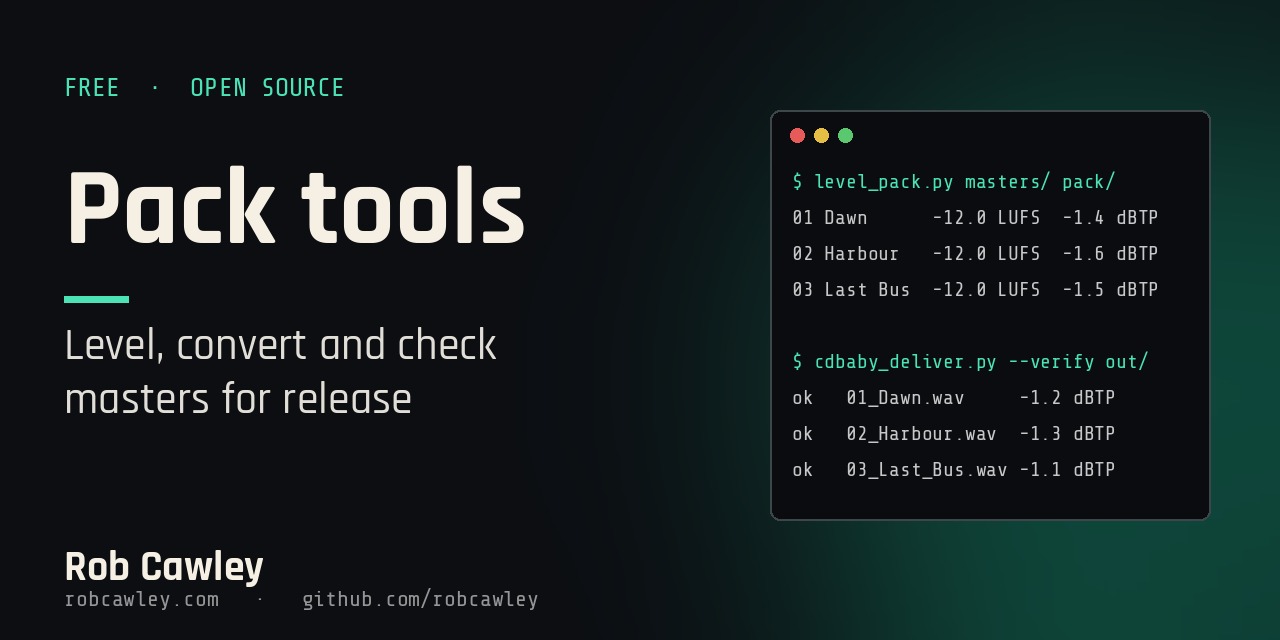 FREE · OPEN SOURCE
Pack tools
Level, convert and check
masters for release
Rob Cawley
robcawley.com · github.com/robcawley
$ level_pack.py masters/ pack/
01 Dawn -12.0 LUFS -1.4 dBTP
02 Harbour -12.0 LUFS -1.6 dBTP
03 Last Bus -12.0 LUFS -1.5 dBTP
$ cdbaby_deliver.py --verify out/
ok 01_Dawn.wav -1.2 dBTP
ok 02_Harbour.wav -1.3 dBTP
ok 03_Last_Bus.wav -1.1 dBTP